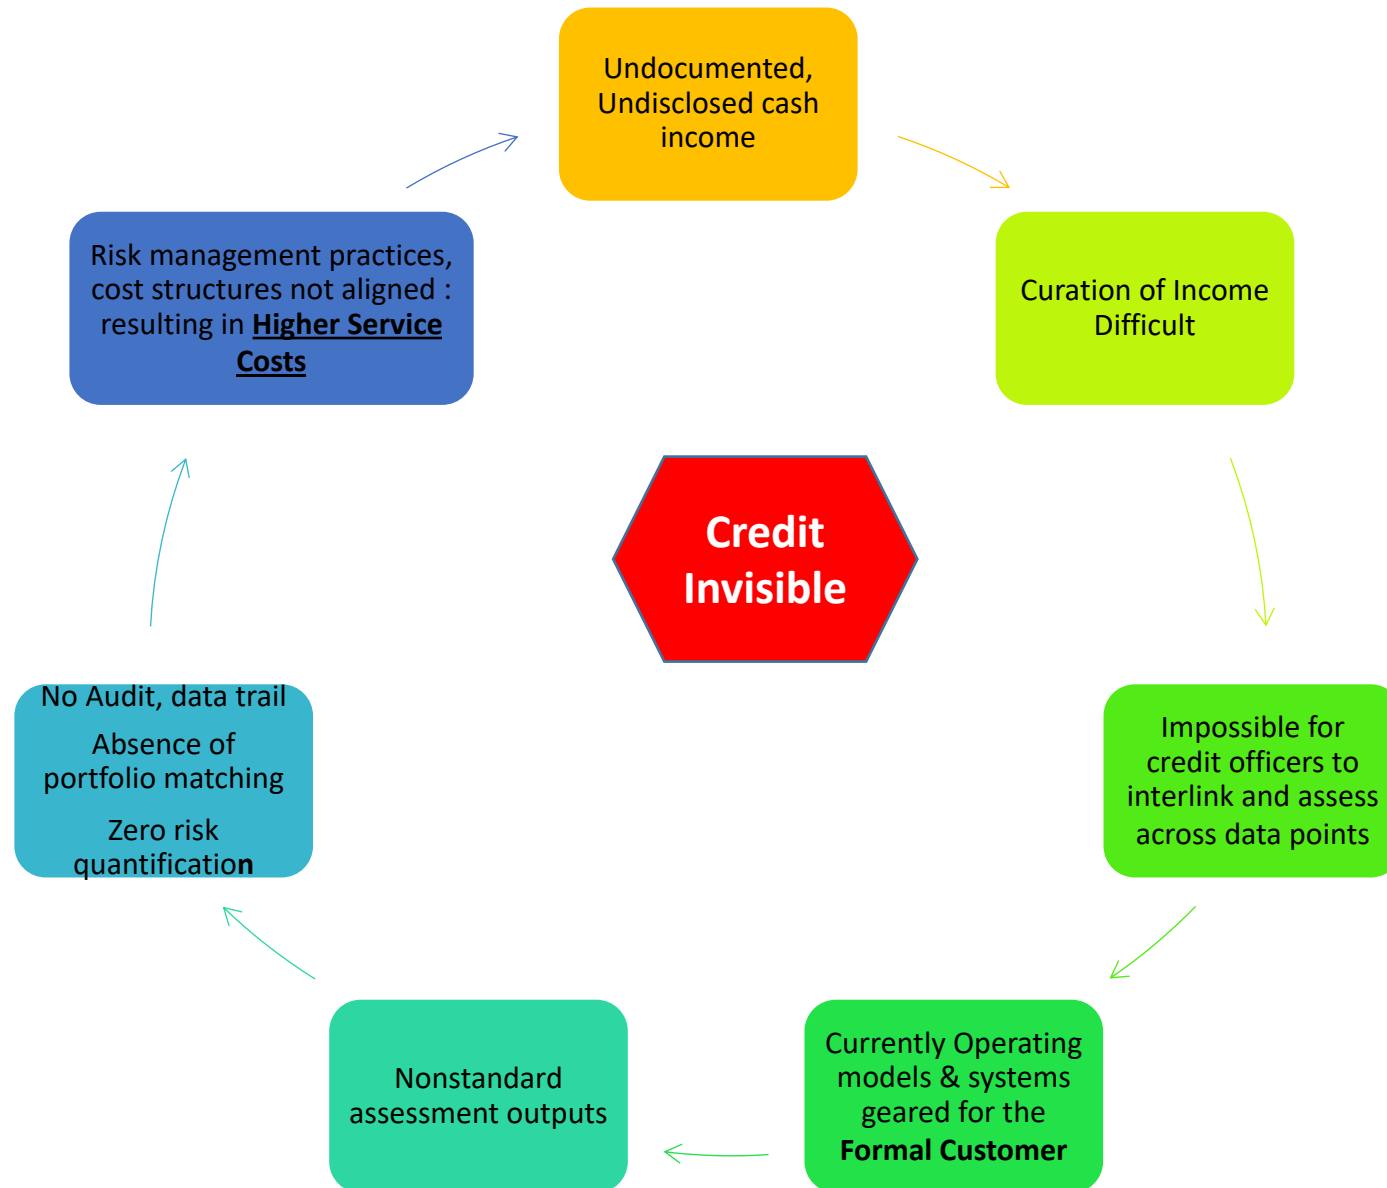 Undocumented,
Undisclosed cash
income
Curation of Income
Difficult
Impossible for
credit officers to
interlink and assess
across data points
Currently Operating
models & systems
geared for the
Formal Customer
Nonstandard
assessment outputs
No Audit, data trail
Absence of
portfolio matching
Zero risk
quantification
Risk management practices,
cost structures not aligned :
resulting in Higher Service
Costs
Credit
Invisible